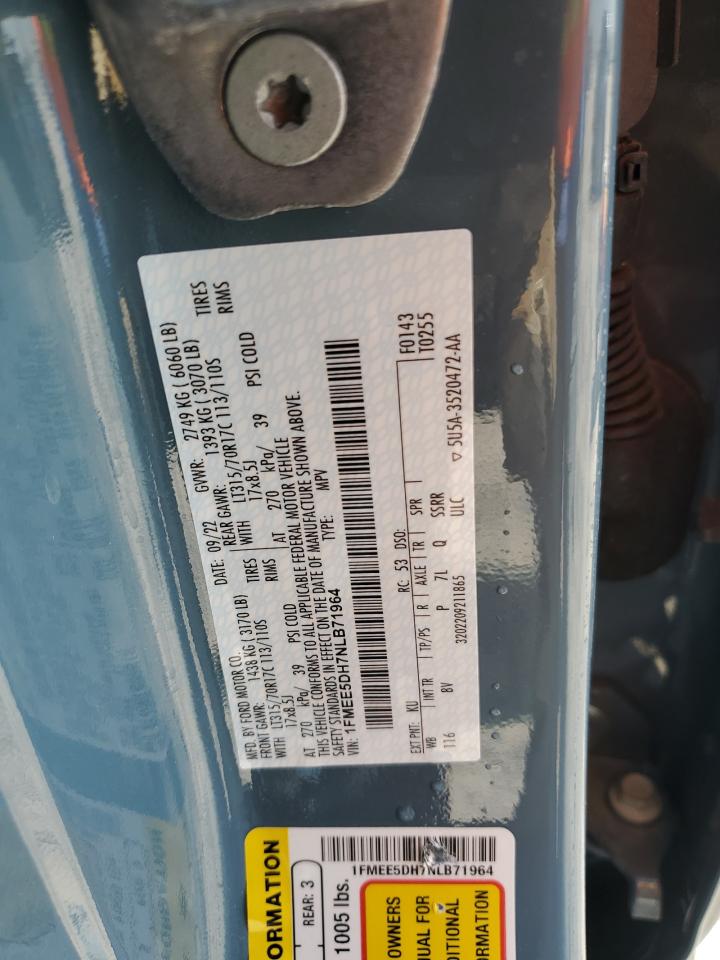 MFD. BY FORD MOTOR CO.
DATE: 09/22 GVWR: 2749 KG ( 6060 LB)
FRONT GAWR: 1438 KG ( 3170 LB) REAR GAWR: 1393 KG ( 3070 LB)
WITH LT315/70R17C 113/110S TIRES WITH LT315/70R17C 113/110S TIRES
17x8.5J RIMS 17x8.5J RIMS
AT 270 kPa/ 39 PSI COLD AT 270 kPa/ 39 PSI COLD
THIS VEHICLE CONFORMS TO ALL APPLICABLE FEDERAL MOTOR VEHICLE
SAFETY STANDARDS IN EFFECT ON THE DATE OF MANUFACTURE SHOWN ABOVE.
VIN: 1FMEE5DH7NLB71964 TYPE: MPV
EXT PNT: KU RC: 53 DSO: F0143
WB INT TR TP/PS R AXLE TR SPR T0255
116 BV P 7L Q SSRR
3202209211865 ULC ▽ 5U5A-3520472-AA
ORMATION
REAR: 3
1005 lbs.
1FMEE5DH7NLB71964
OWNERS
UAL FOR
DITIONAL
ORMATION